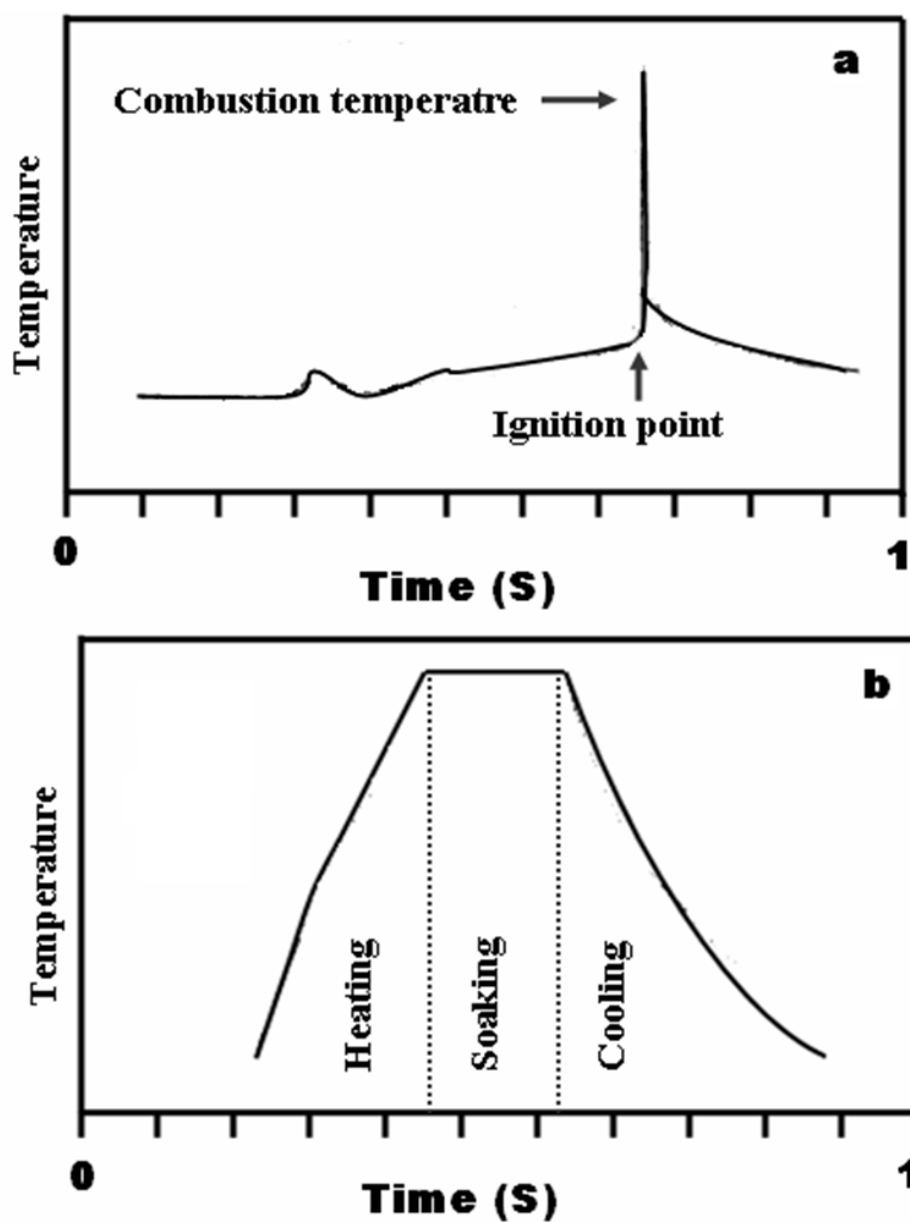 a
Combustion temperatre
Temperature
Ignition point
0
1
Time (S)
b
Temperature
Heating
Soaking
Cooling
0
1
Time (S)